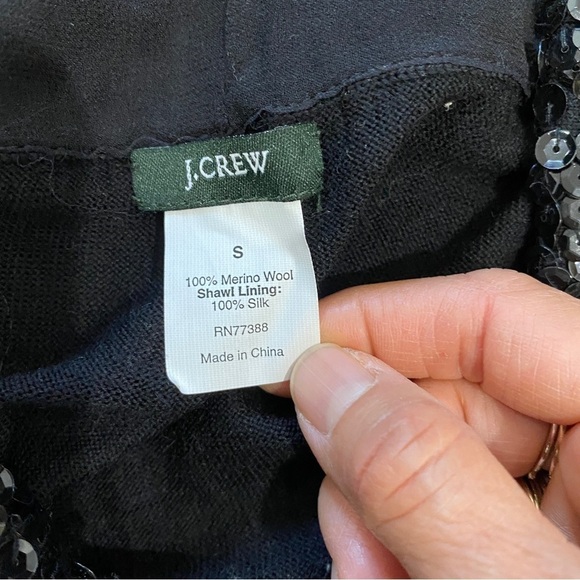 J.CREW
S
100% Merino Wool
Shawl Lining:
100% Silk
RN77388
Made in China